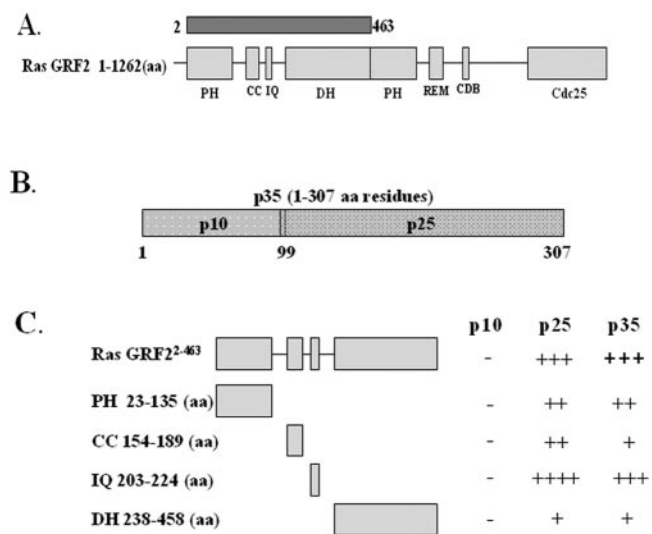 A.
2 463
Ras GRF2 1-1262(aa)
PH CC IQ DH PH REM CDB Cdc25
B.
p35 (1-307 aa residues)
p10 p25
1 99 307
C.
p10 p25 p35
Ras GRF2²⁻⁴⁶³ - +++ +++
PH 23-135 (aa) - ++ ++
CC 154-189 (aa) - ++ +
IQ 203-224 (aa) - ++++ +++
DH 238-458 (aa) - + +